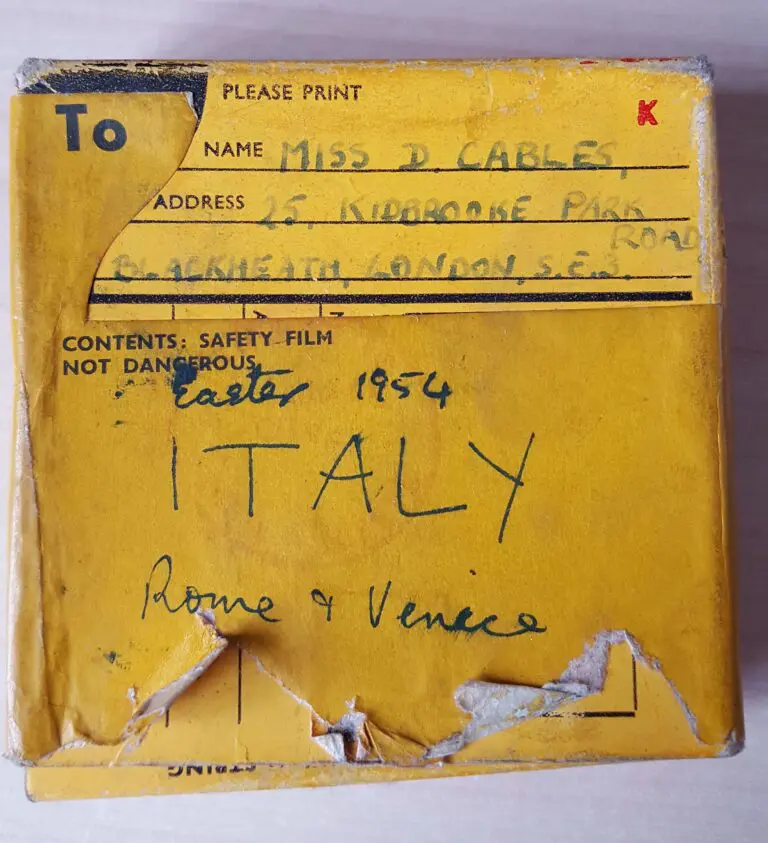 PLEASE PRINT
K
To
NAME MISS D. CABLES,
ADDRESS 25, KIDBROOKE PARK
ROAD
BLACKHEATH, LONDON, S.E.3.
CONTENTS: SAFETY FILM
NOT DANGEROUS
Easter 1954
ITALY
Rome & Venice
STRING